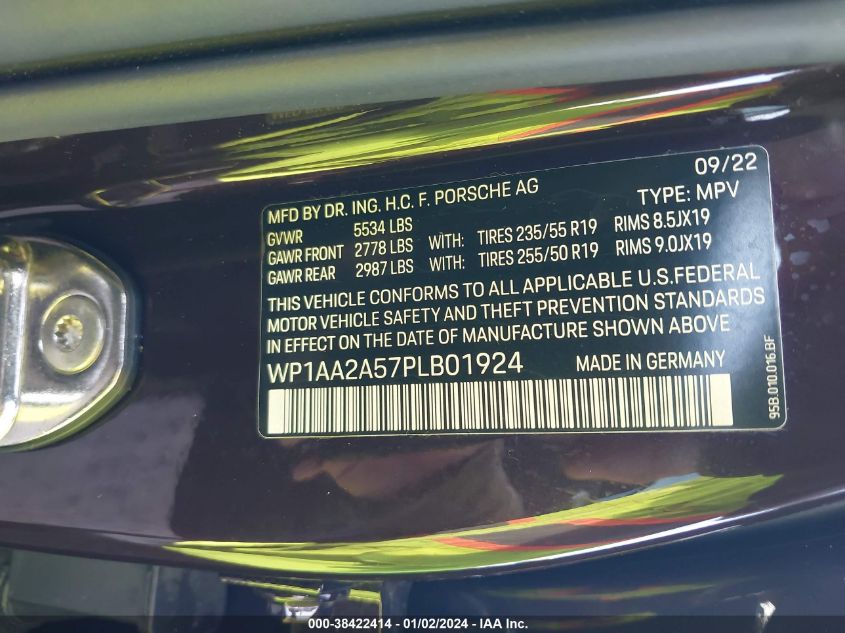 09/22
MFD BY DR. ING. H.C. F. PORSCHE AG TYPE: MPV
GVWR 5534 LBS
GAWR FRONT 2778 LBS WITH: TIRES 235/55 R19 RIMS 8.5JX19
GAWR REAR 2987 LBS WITH: TIRES 255/50 R19 RIMS 9.0JX19
THIS VEHICLE CONFORMS TO ALL APPLICABLE U.S.FEDERAL
MOTOR VEHICLE SAFETY AND THEFT PREVENTION STANDARDS
IN EFFECT ON THE DATE OF MANUFACTURE SHOWN ABOVE
WP1AA2A57PLB01924 MADE IN GERMANY
95B.010.016.BF
000-38422414 - 01/02/2024 - IAA Inc.